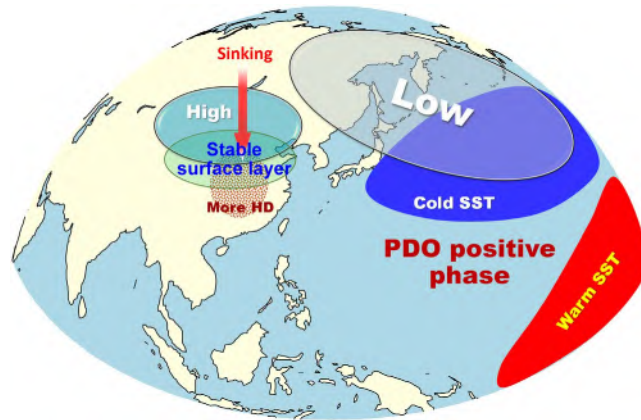 Sinking
High
Low
Stable
surface layer
More HD
Cold SST
PDO positive
phase
Warm SST